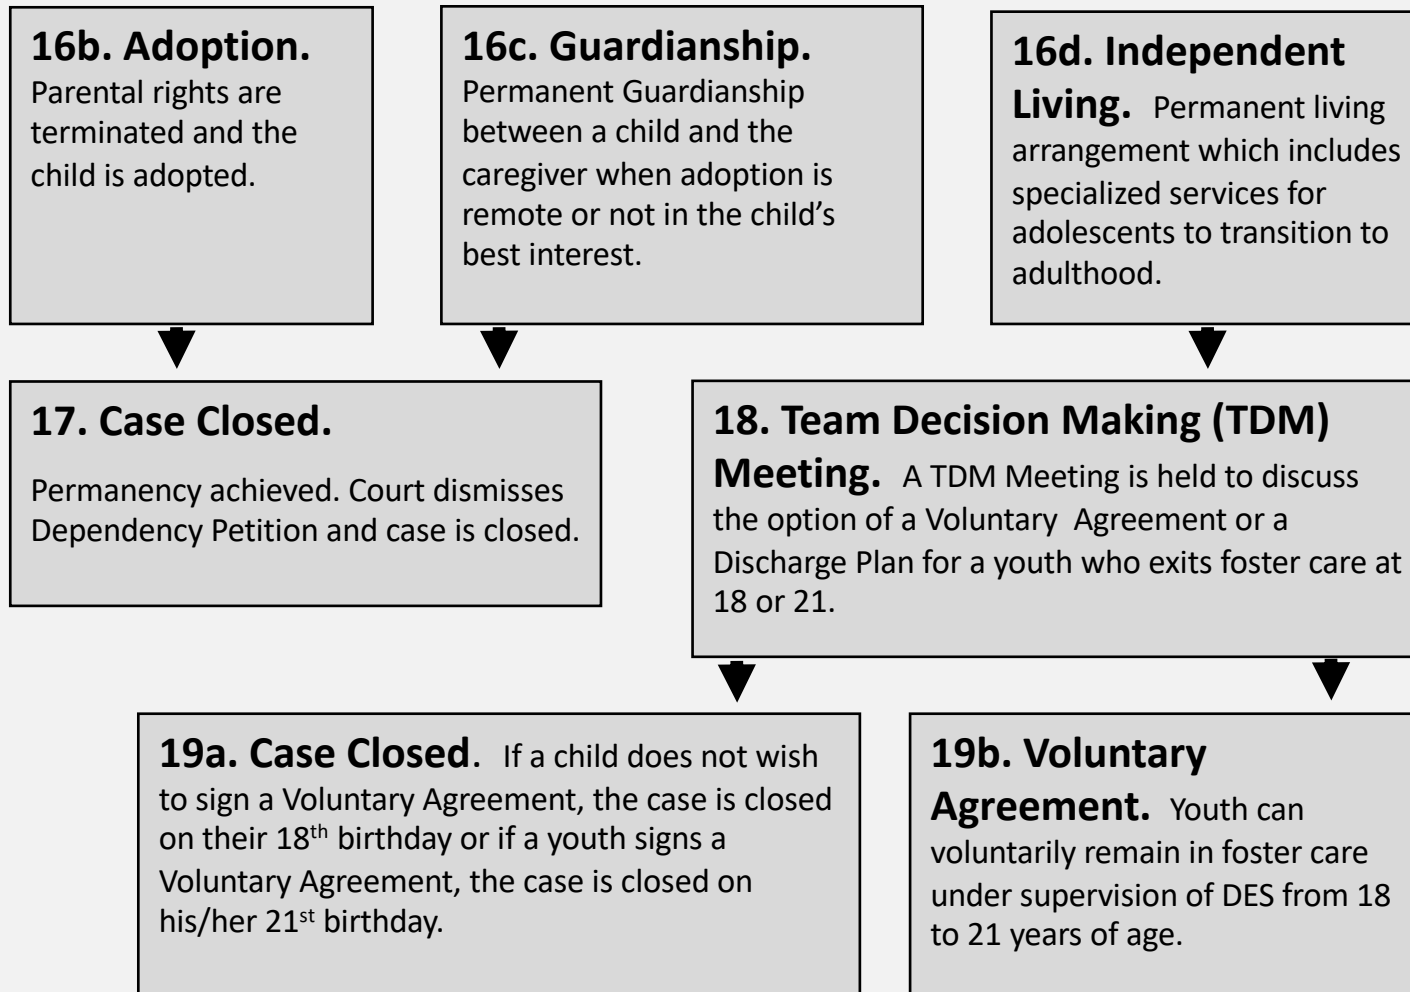 16b. Adoption.
Parental rights are
terminated and the
child is adopted.
16c. Guardianship.
Permanent Guardianship
between a child and the
caregiver when adoption is
remote or not in the child’s
best interest.
16d. Independent
Living. Permanent living
arrangement which includes
specialized services for
adolescents to transition to
adulthood.
17. Case Closed.
Permanency achieved. Court dismisses
Dependency Petition and case is closed.
18. Team Decision Making (TDM)
Meeting. A TDM Meeting is held to discuss
the option of a Voluntary Agreement or a
Discharge Plan for a youth who exits foster care at
18 or 21.
19a. Case Closed. If a child does not wish
to sign a Voluntary Agreement, the case is closed
on their 18th birthday or if a youth signs a
Voluntary Agreement, the case is closed on
his/her 21st birthday.
19b. Voluntary
Agreement. Youth can
voluntarily remain in foster care
under supervision of DES from 18
to 21 years of age.